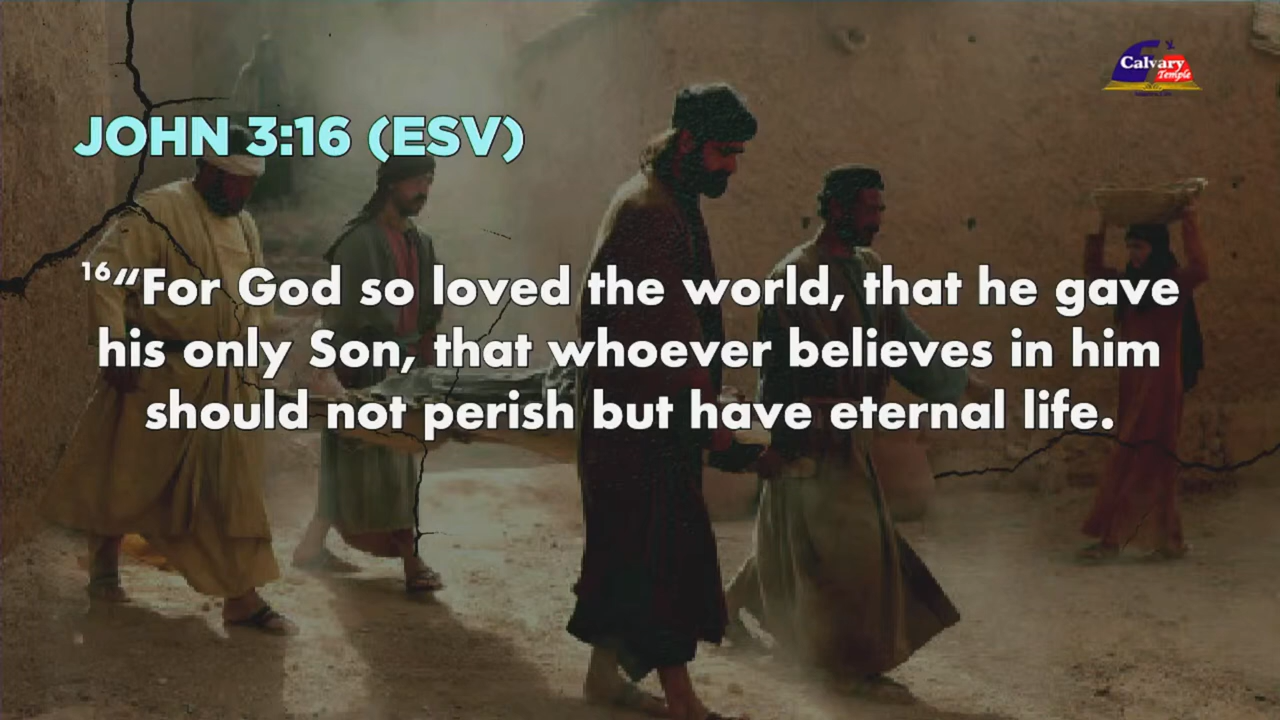 Calvary
Temple
JOHN 3:16 (ESV)
16“For God so loved the world, that he gave
his only Son, that whoever believes in him
should not perish but have eternal life.